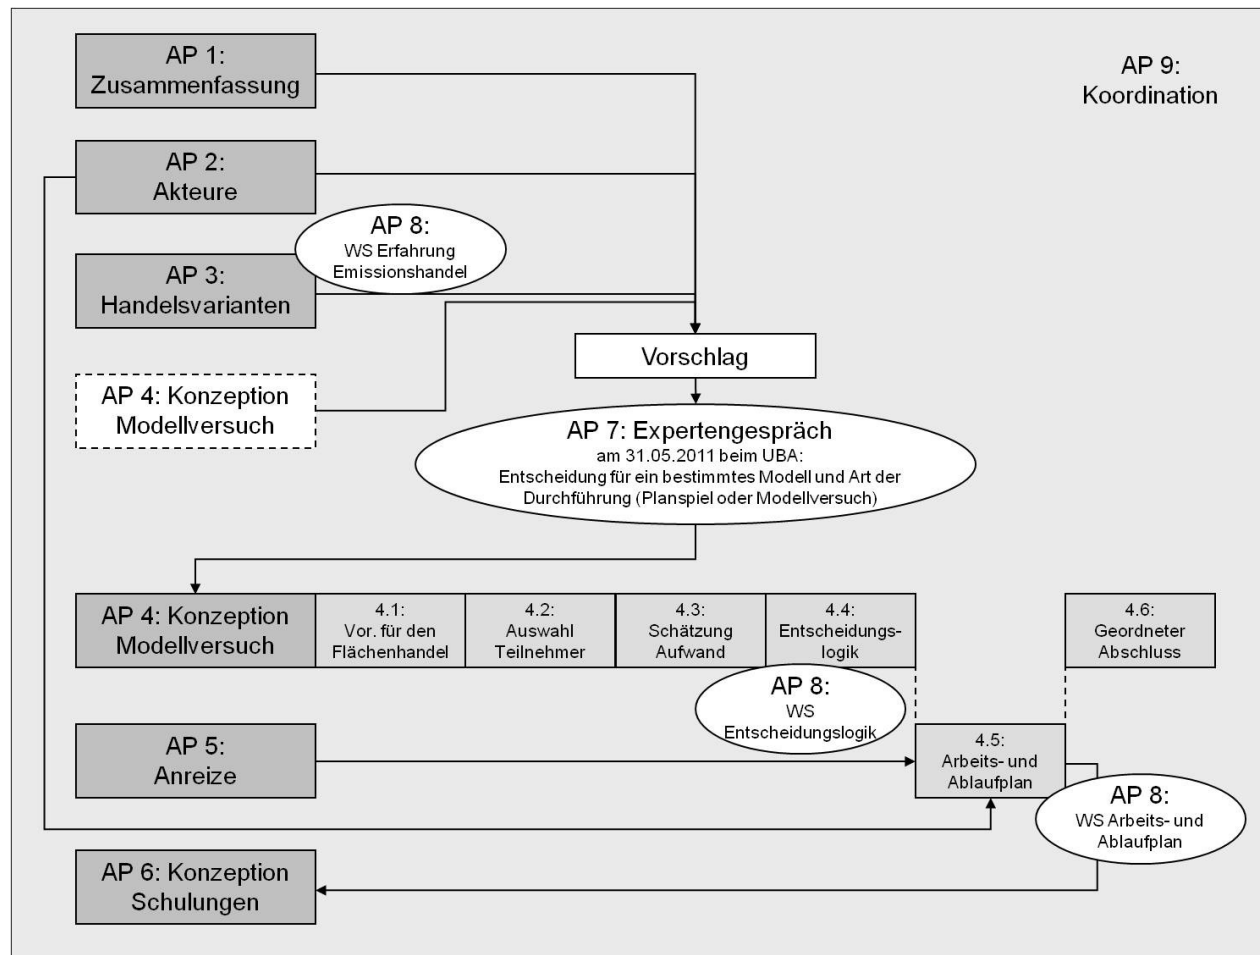 AP 1:
Zusammenfassung
AP 9:
Koordination
AP 2:
Akteure
AP 8:
WS Erfahrung
Emissionshandel
AP 3:
Handelsvarianten
Vorschlag
AP 4: Konzeption
Modellversuch
AP 7: Expertengespräch
am 31.05.2011 beim UBA:
Entscheidung für ein bestimmtes Modell und Art der
Durchführung (Planspiel oder Modellversuch)
AP 4: Konzeption
Modellversuch
4.1:
Vor. für den
Flächenhandel
4.2:
Auswahl
Teilnehmer
4.3:
Schätzung
Aufwand
4.4:
Entscheidungs-
logik
4.6:
Geordneter
Abschluss
AP 8:
WS
Entscheidungslogik
AP 5:
Anreize
4.5:
Arbeits- und
Ablaufplan
AP 8:
WS Arbeits- und
Ablaufplan
AP 6: Konzeption
Schulungen